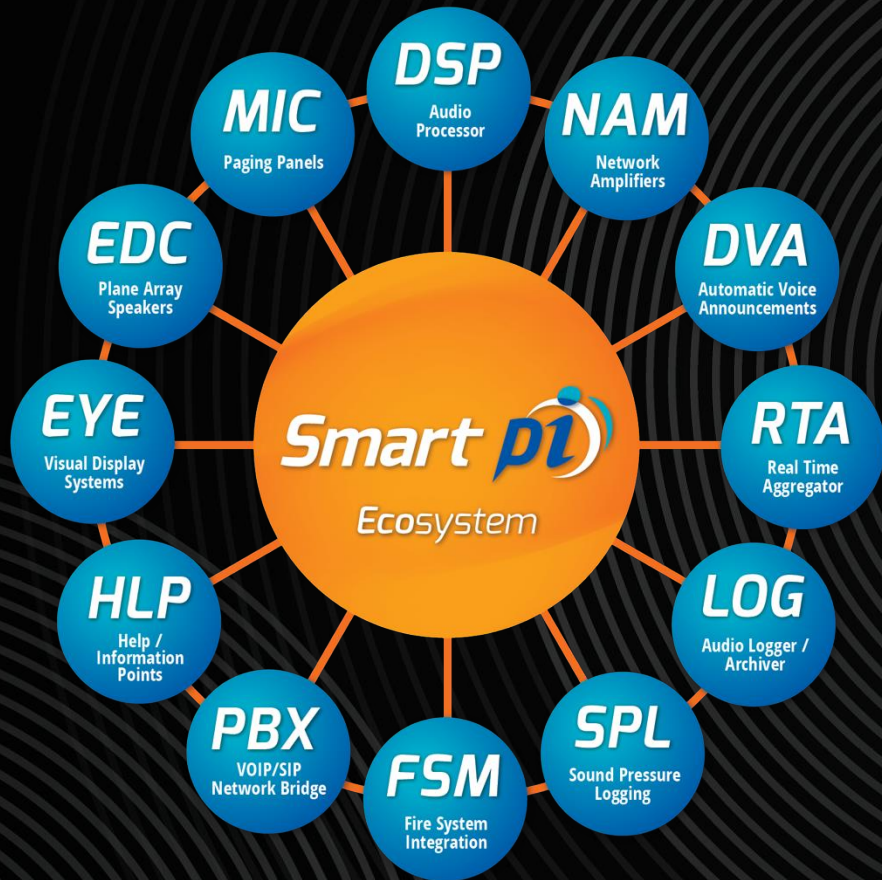 DSP
Audio
Processor
NAM
Network
Amplifiers
DVA
Automatic Voice
Announcements
RTA
Real Time
Aggregator
LOG
Audio Logger /
Archiver
SPL
Sound Pressure
Logging
FSM
Fire System
Integration
PBX
VOIP/SIP
Network Bridge
HLP
Help /
Information
Points
EYE
Visual Display
Systems
EDC
Plane Array
Speakers
MIC
Paging Panels
Smart pi
Ecosystem